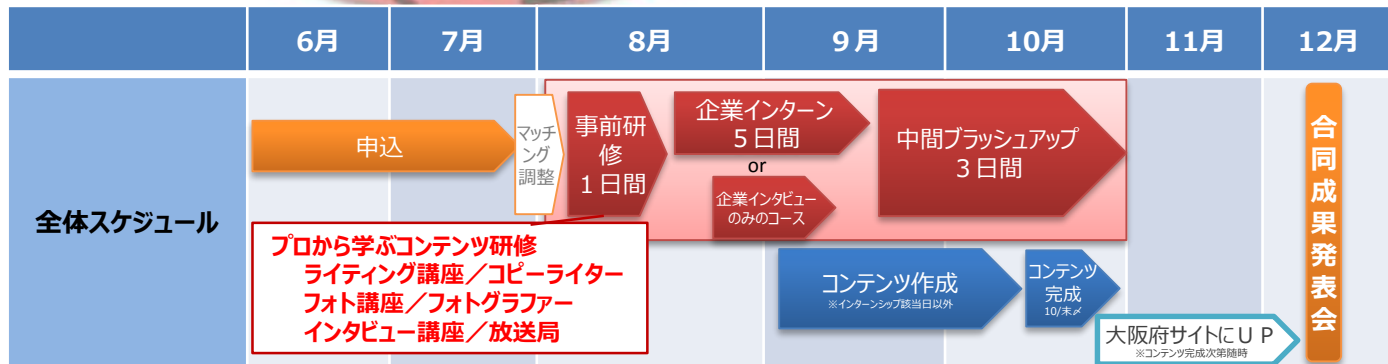 6月
7月
8月
９月
10月
11月
12月
全体スケジュール
申込
マッチ
ング
調整
事前研
修
１日間
企業インターン
５日間
or
企業インタビュー
のみのコース
中間ブラッシュアップ
３日間
プロから学ぶコンテンツ研修
ライティング講座／コピーライター
フォト講座／フォトグラファー
インタビュー講座／放送局
コンテンツ作成
※インターンシップ該当日以外
コンテンツ
完成
10/末〆
大阪府サイトにＵＰ
※コンテンツ完成次第随時
合同成果発表会